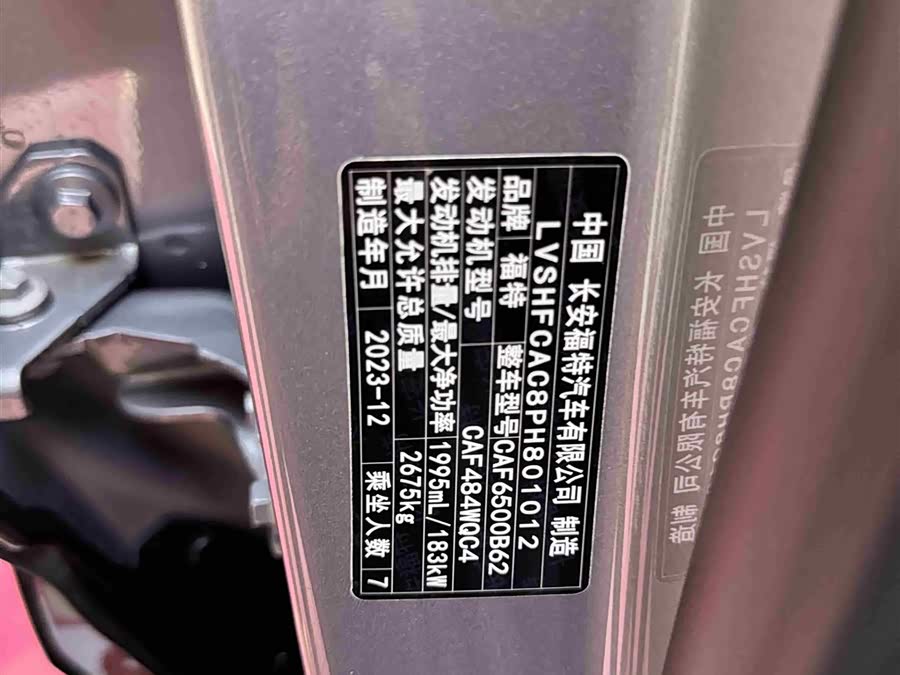 中国 长安福特汽车有限公司 制造
LVSHFCAC8PH801012
品牌 福特 整车型号 CAF6500B62
发动机型号 CAF484WQC4
发动机排量/最大净功率 1995mL/183kW
最大允许总质量 2675kg
制造年月 2023-12 乘坐人数 7